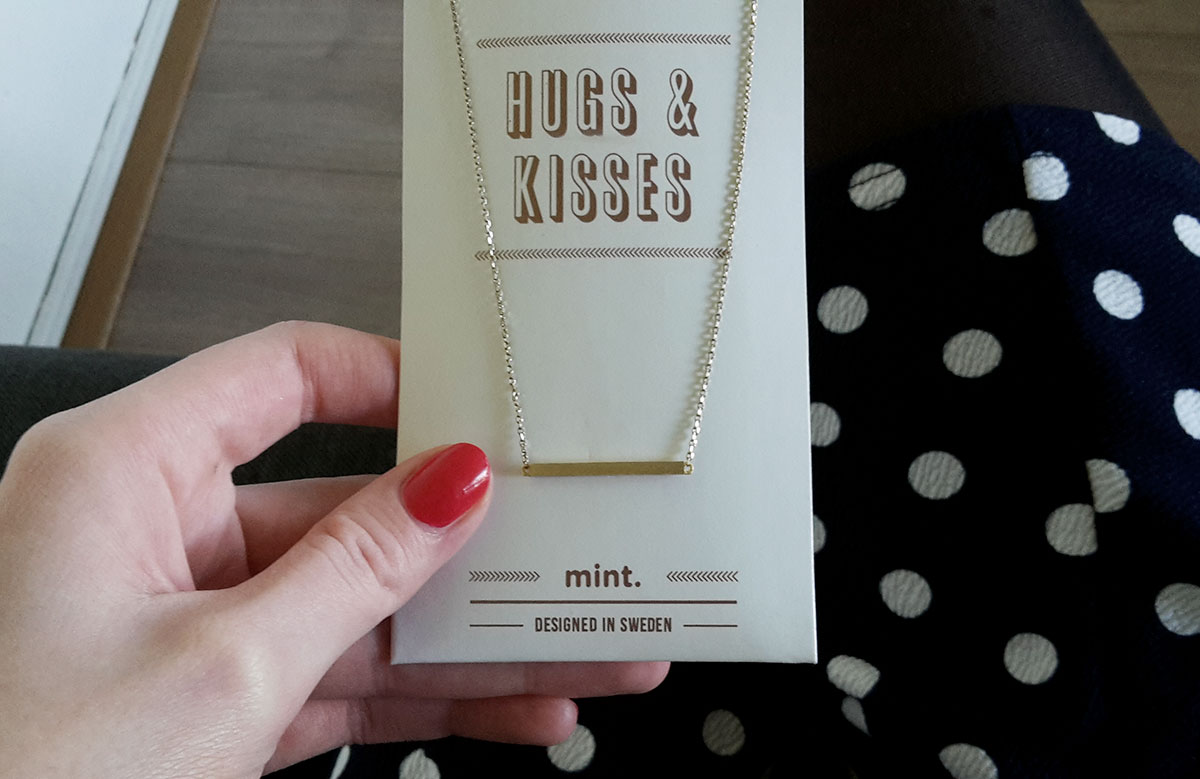 HUGS &
KISSES
mint.
DESIGNED IN SWEDEN